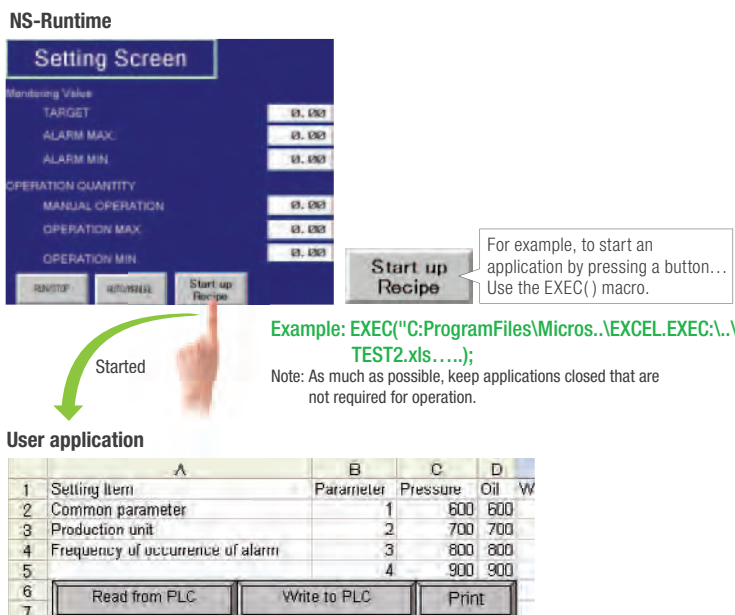 NS-Runtime
Setting Screen
Monitoring Value
TARGET 0.00
ALARM MAX. 0.00
ALARM MIN 0.00
OPERATION QUANTITY
MANUAL OPERATION 0.00
OPERATION MAX 0.00
OPERATION MIN 0.00
RUN/STOP AUTO/MANUAL Start up
Recipe
Start up
Recipe
For example, to start an
application by pressing a button…
Use the EXEC( ) macro.
Example: EXEC("C:ProgramFiles\Micros..\EXCEL.EXEC:\..\
TEST2.xls…..);
Note: As much as possible, keep applications closed that are
not required for operation.
Started
User application
A B C D
1 Setting Item Parameter Pressure Oil W
2 Common parameter 1 600 600
3 Production unit 2 700 700
4 Frequency of occurrence of alarm 3 800 800
5 4 900 900
6 Read from PLC Write to PLC Print
7